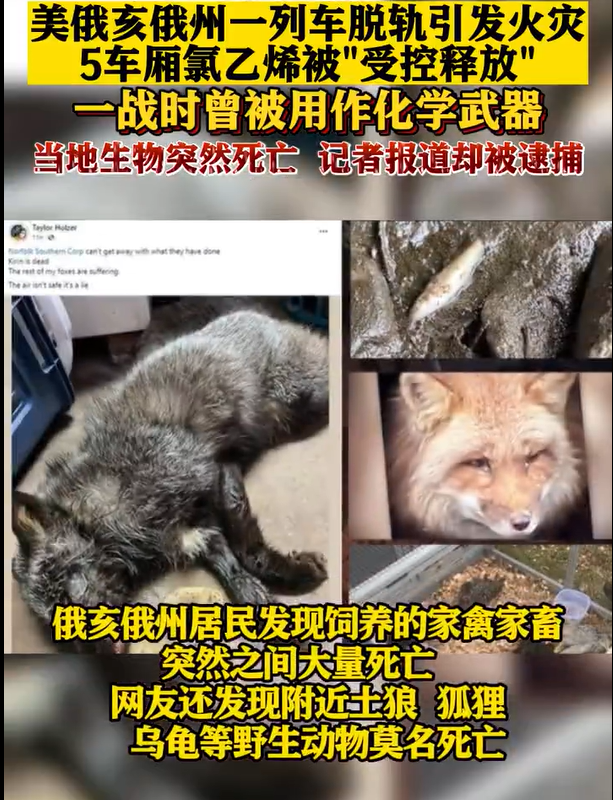 美俄亥俄州一列车脱轨引发火灾
5车厢氯乙烯被"受控释放"
一战时曾被用作化学武器
当地生物突然死亡 记者报道却被逮捕
Taylor Holzer
Norfolk Southern Corp can't get away with what they have done
Kirin is dead
The rest of my foxes are suffering.
The air isn't safe it's a lie
俄亥俄州居民发现饲养的家禽家畜
突然之间大量死亡
网友还发现附近土狼 狐狸
乌龟等野生动物莫名死亡